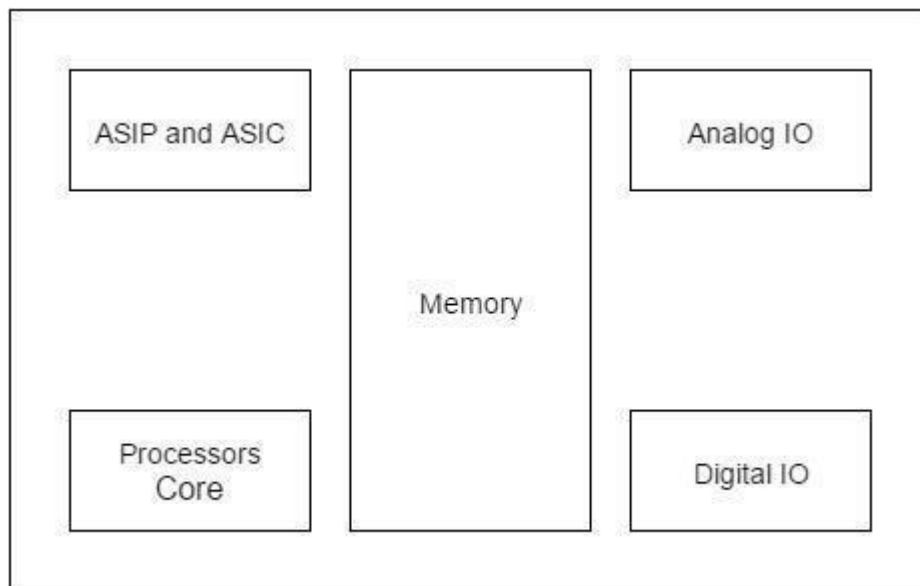 ASIP and ASIC
Analog IO
Memory
Processors
Core
Digital IO